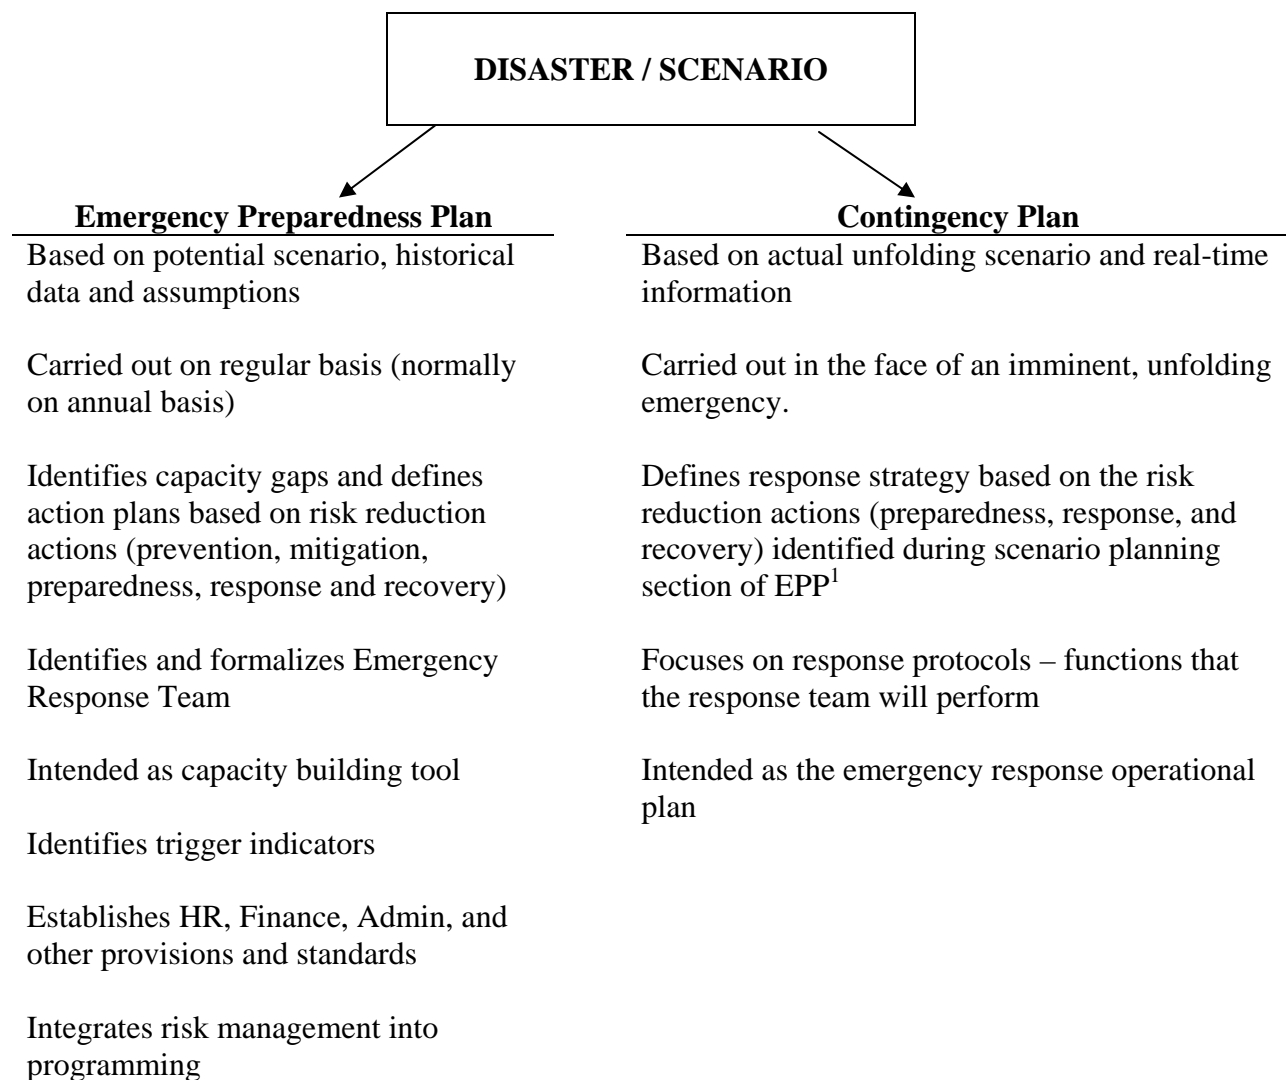 DISASTER / SCENARIO
Emergency Preparedness Plan
Based on potential scenario, historical
data and assumptions
Carried out on regular basis (normally
on annual basis)
Identifies capacity gaps and defines
action plans based on risk reduction
actions (prevention, mitigation,
preparedness, response and recovery)
Identifies and formalizes Emergency
Response Team
Intended as capacity building tool
Identifies trigger indicators
Establishes HR, Finance, Admin, and
other provisions and standards
Integrates risk management into
programming
Contingency Plan
Based on actual unfolding scenario and real-time
information
Carried out in the face of an imminent, unfolding
emergency.
Defines response strategy based on the risk
reduction actions (preparedness, response, and
recovery) identified during scenario planning
section of EPP¹
Focuses on response protocols – functions that
the response team will perform
Intended as the emergency response operational
plan